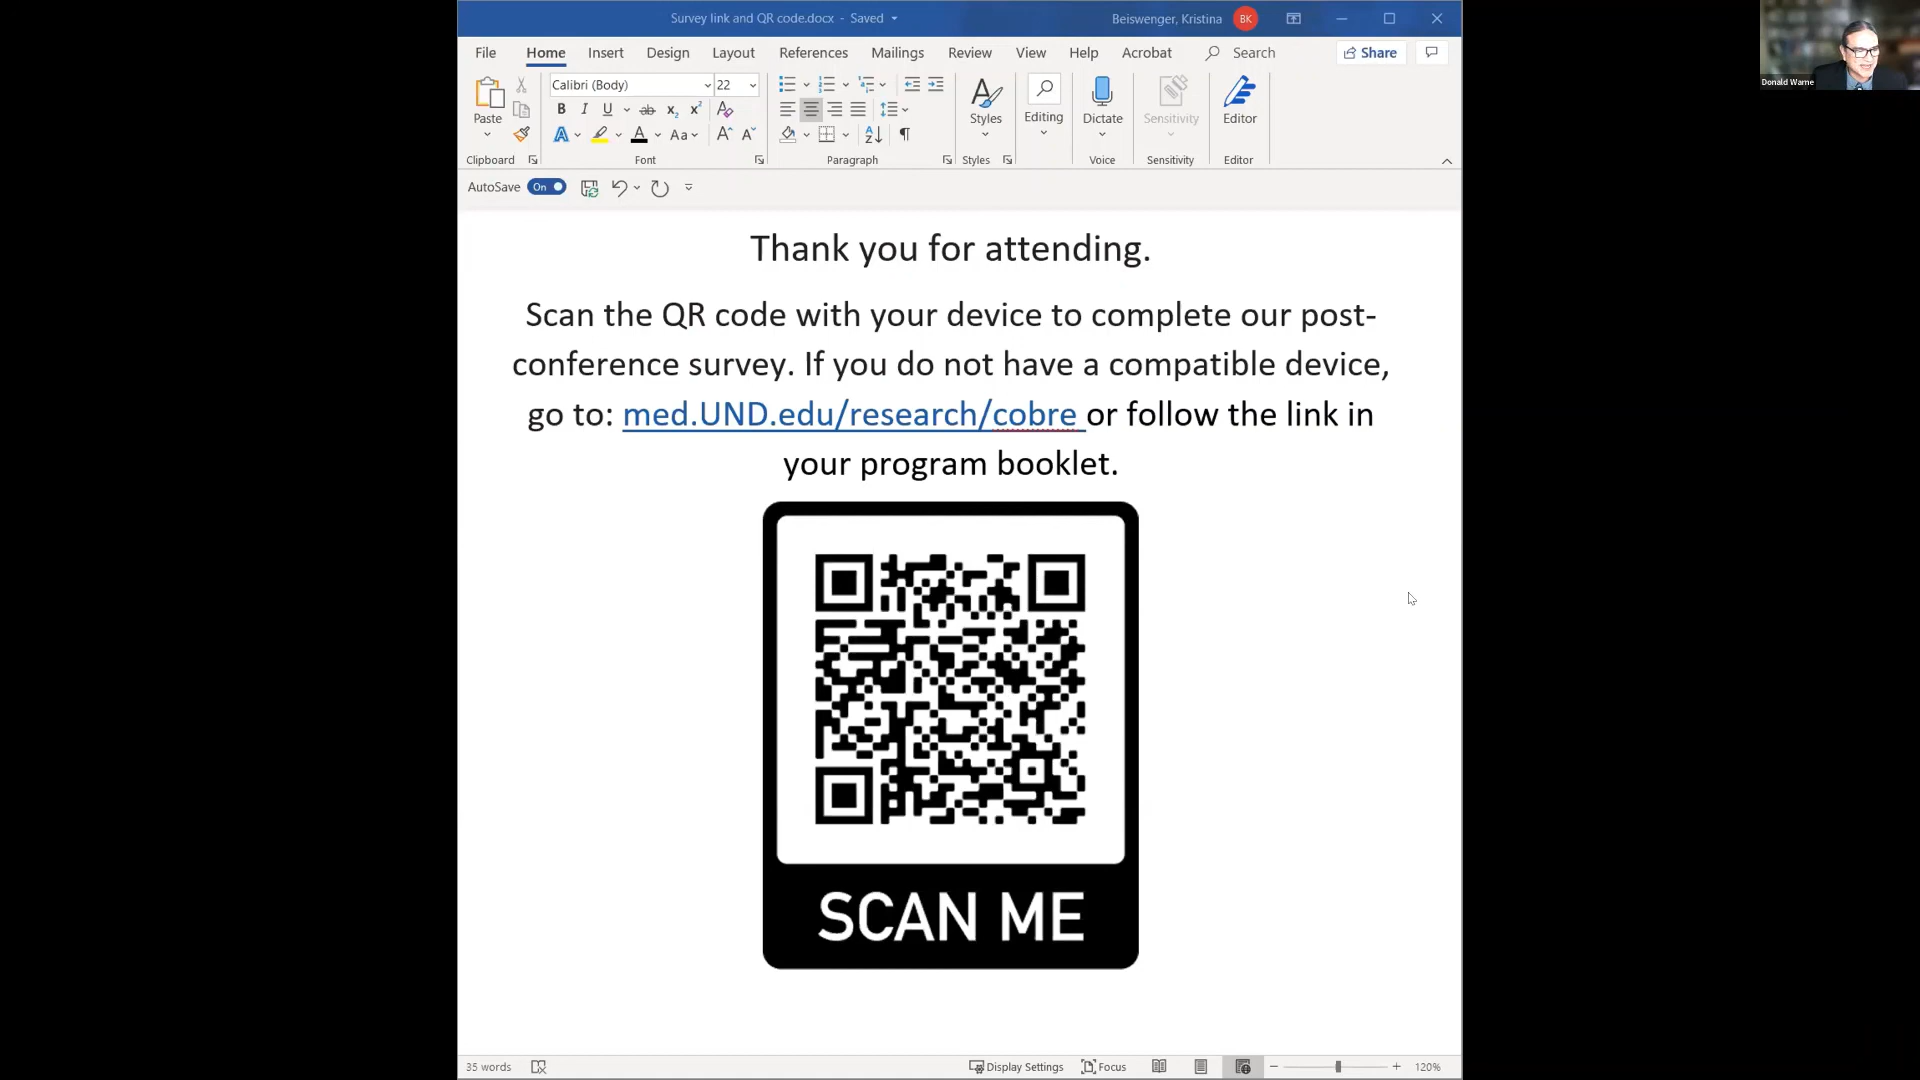 Survey link and QR code.docx - Saved
Beiswenger, Kristina BK
Donald Warne
File Home Insert Design Layout References Mailings Review View Help Acrobat Search Share
Calibri (Body) 22
Paste
Styles
Editing
Dictate
Sensitivity
Editor
Clipboard Font Paragraph Styles Voice Sensitivity Editor
AutoSave On
Thank you for attending.
Scan the QR code with your device to complete our post-
conference survey. If you do not have a compatible device,
go to: med.UND.edu/research/cobre or follow the link in
your program booklet.
SCAN ME
35 words Display Settings Focus 120%